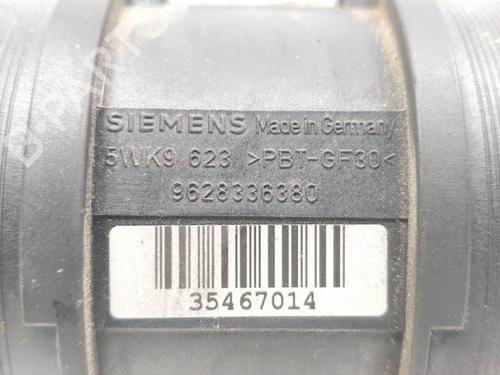 SIEMENS Made in Germany
5WK9 623 >PBT-GF30<
9628336380
35467014